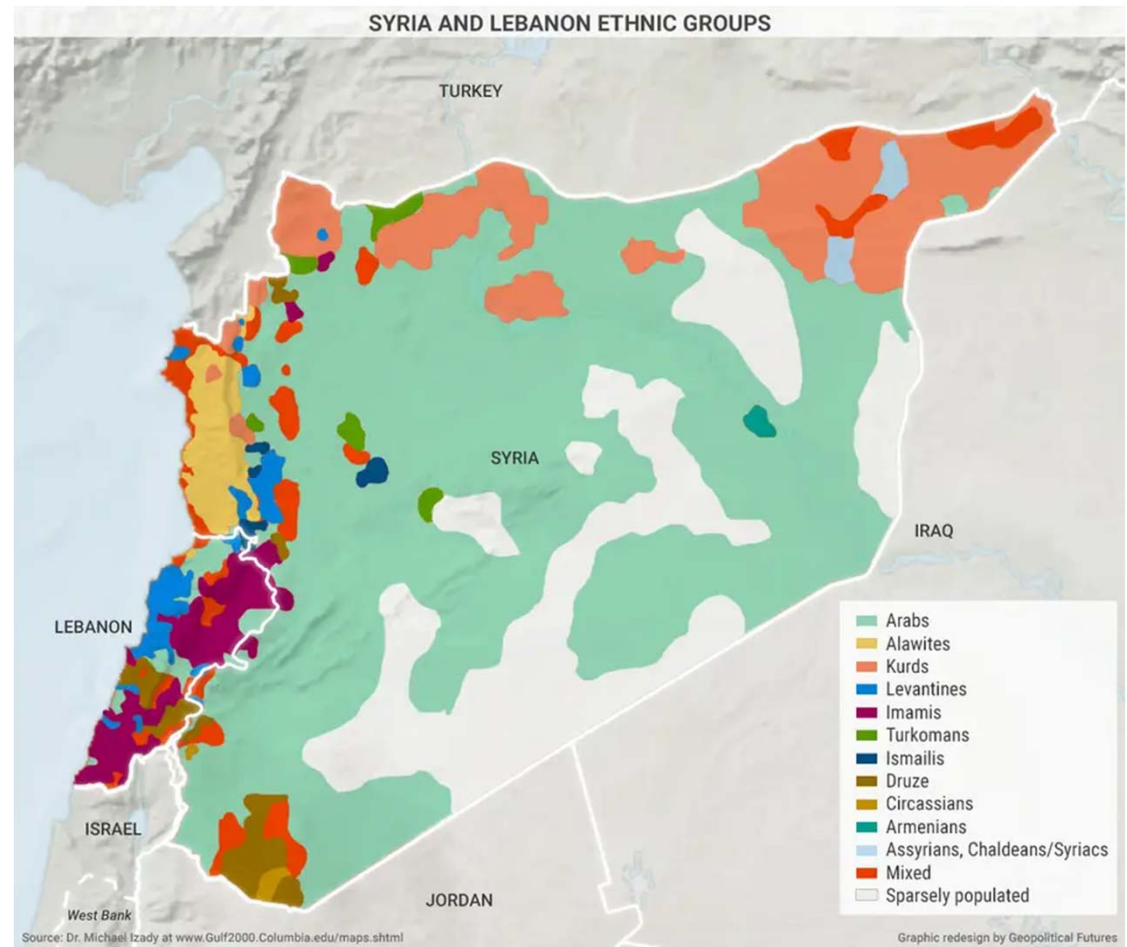 SYRIA AND LEBANON ETHNIC GROUPS
TURKEY
SYRIA
IRAQ
LEBANON
ISRAEL
JORDAN
West Bank
Arabs
Alawites
Kurds
Levantines
Imamis
Turkomans
Ismailis
Druze
Circassians
Armenians
Assyrians, Chaldeans/Syriacs
Mixed
Sparsely populated
Source: Dr. Michael Izady at www.Gulf2000.Columbia.edu/maps.shtml
Graphic redesign by Geopolitical Futures